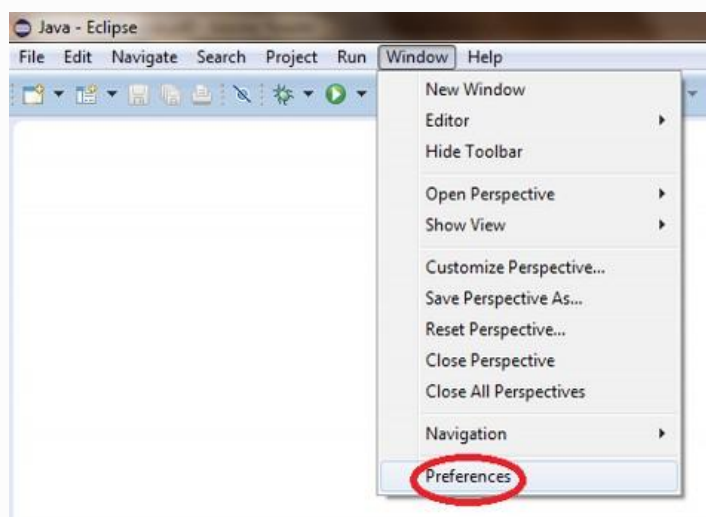 Java - Eclipse
File Edit Navigate Search Project Run Window Help
New Window
Editor
Hide Toolbar
Open Perspective
Show View
Customize Perspective...
Save Perspective As...
Reset Perspective...
Close Perspective
Close All Perspectives
Navigation
Preferences